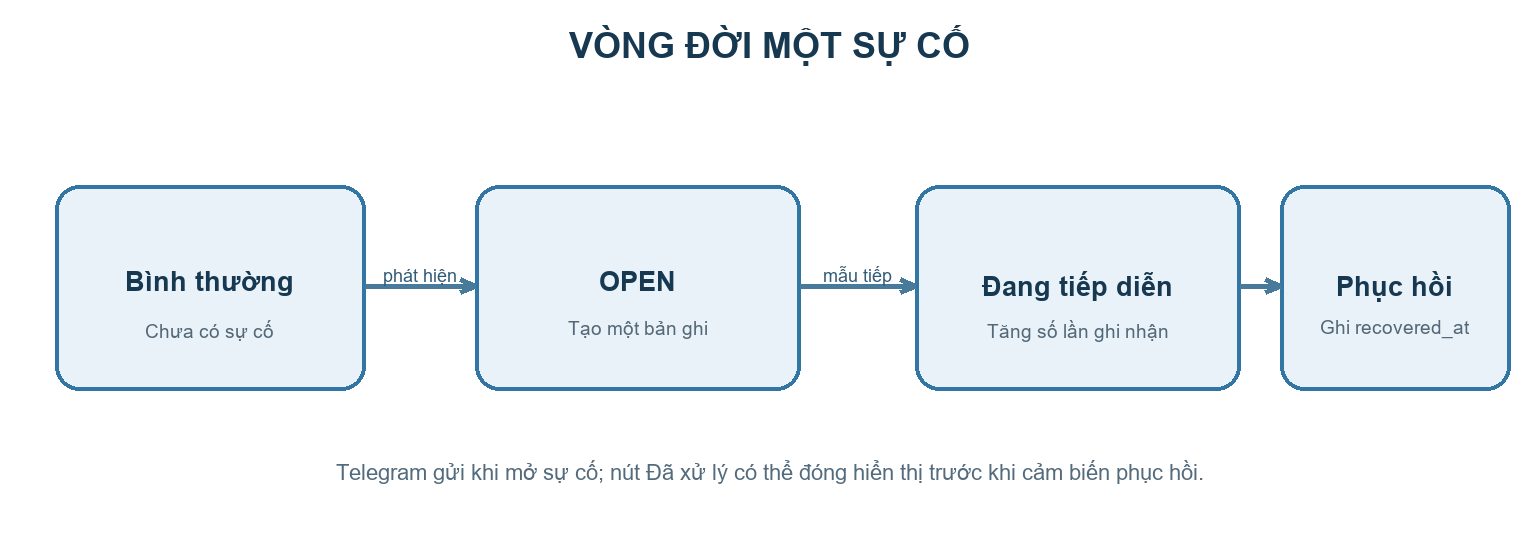 VÒNG ĐỜI MỘT SỰ CỐ
Bình thường
Chưa có sự cố
phát hiện
OPEN
Tạo một bản ghi
mẫu tiếp
Đang tiếp diễn
Tăng số lần ghi nhận
Phục hồi
Ghi recovered_at
Telegram gửi khi mở sự cố; nút Đã xử lý có thể đóng hiển thị trước khi cảm biến phục hồi.